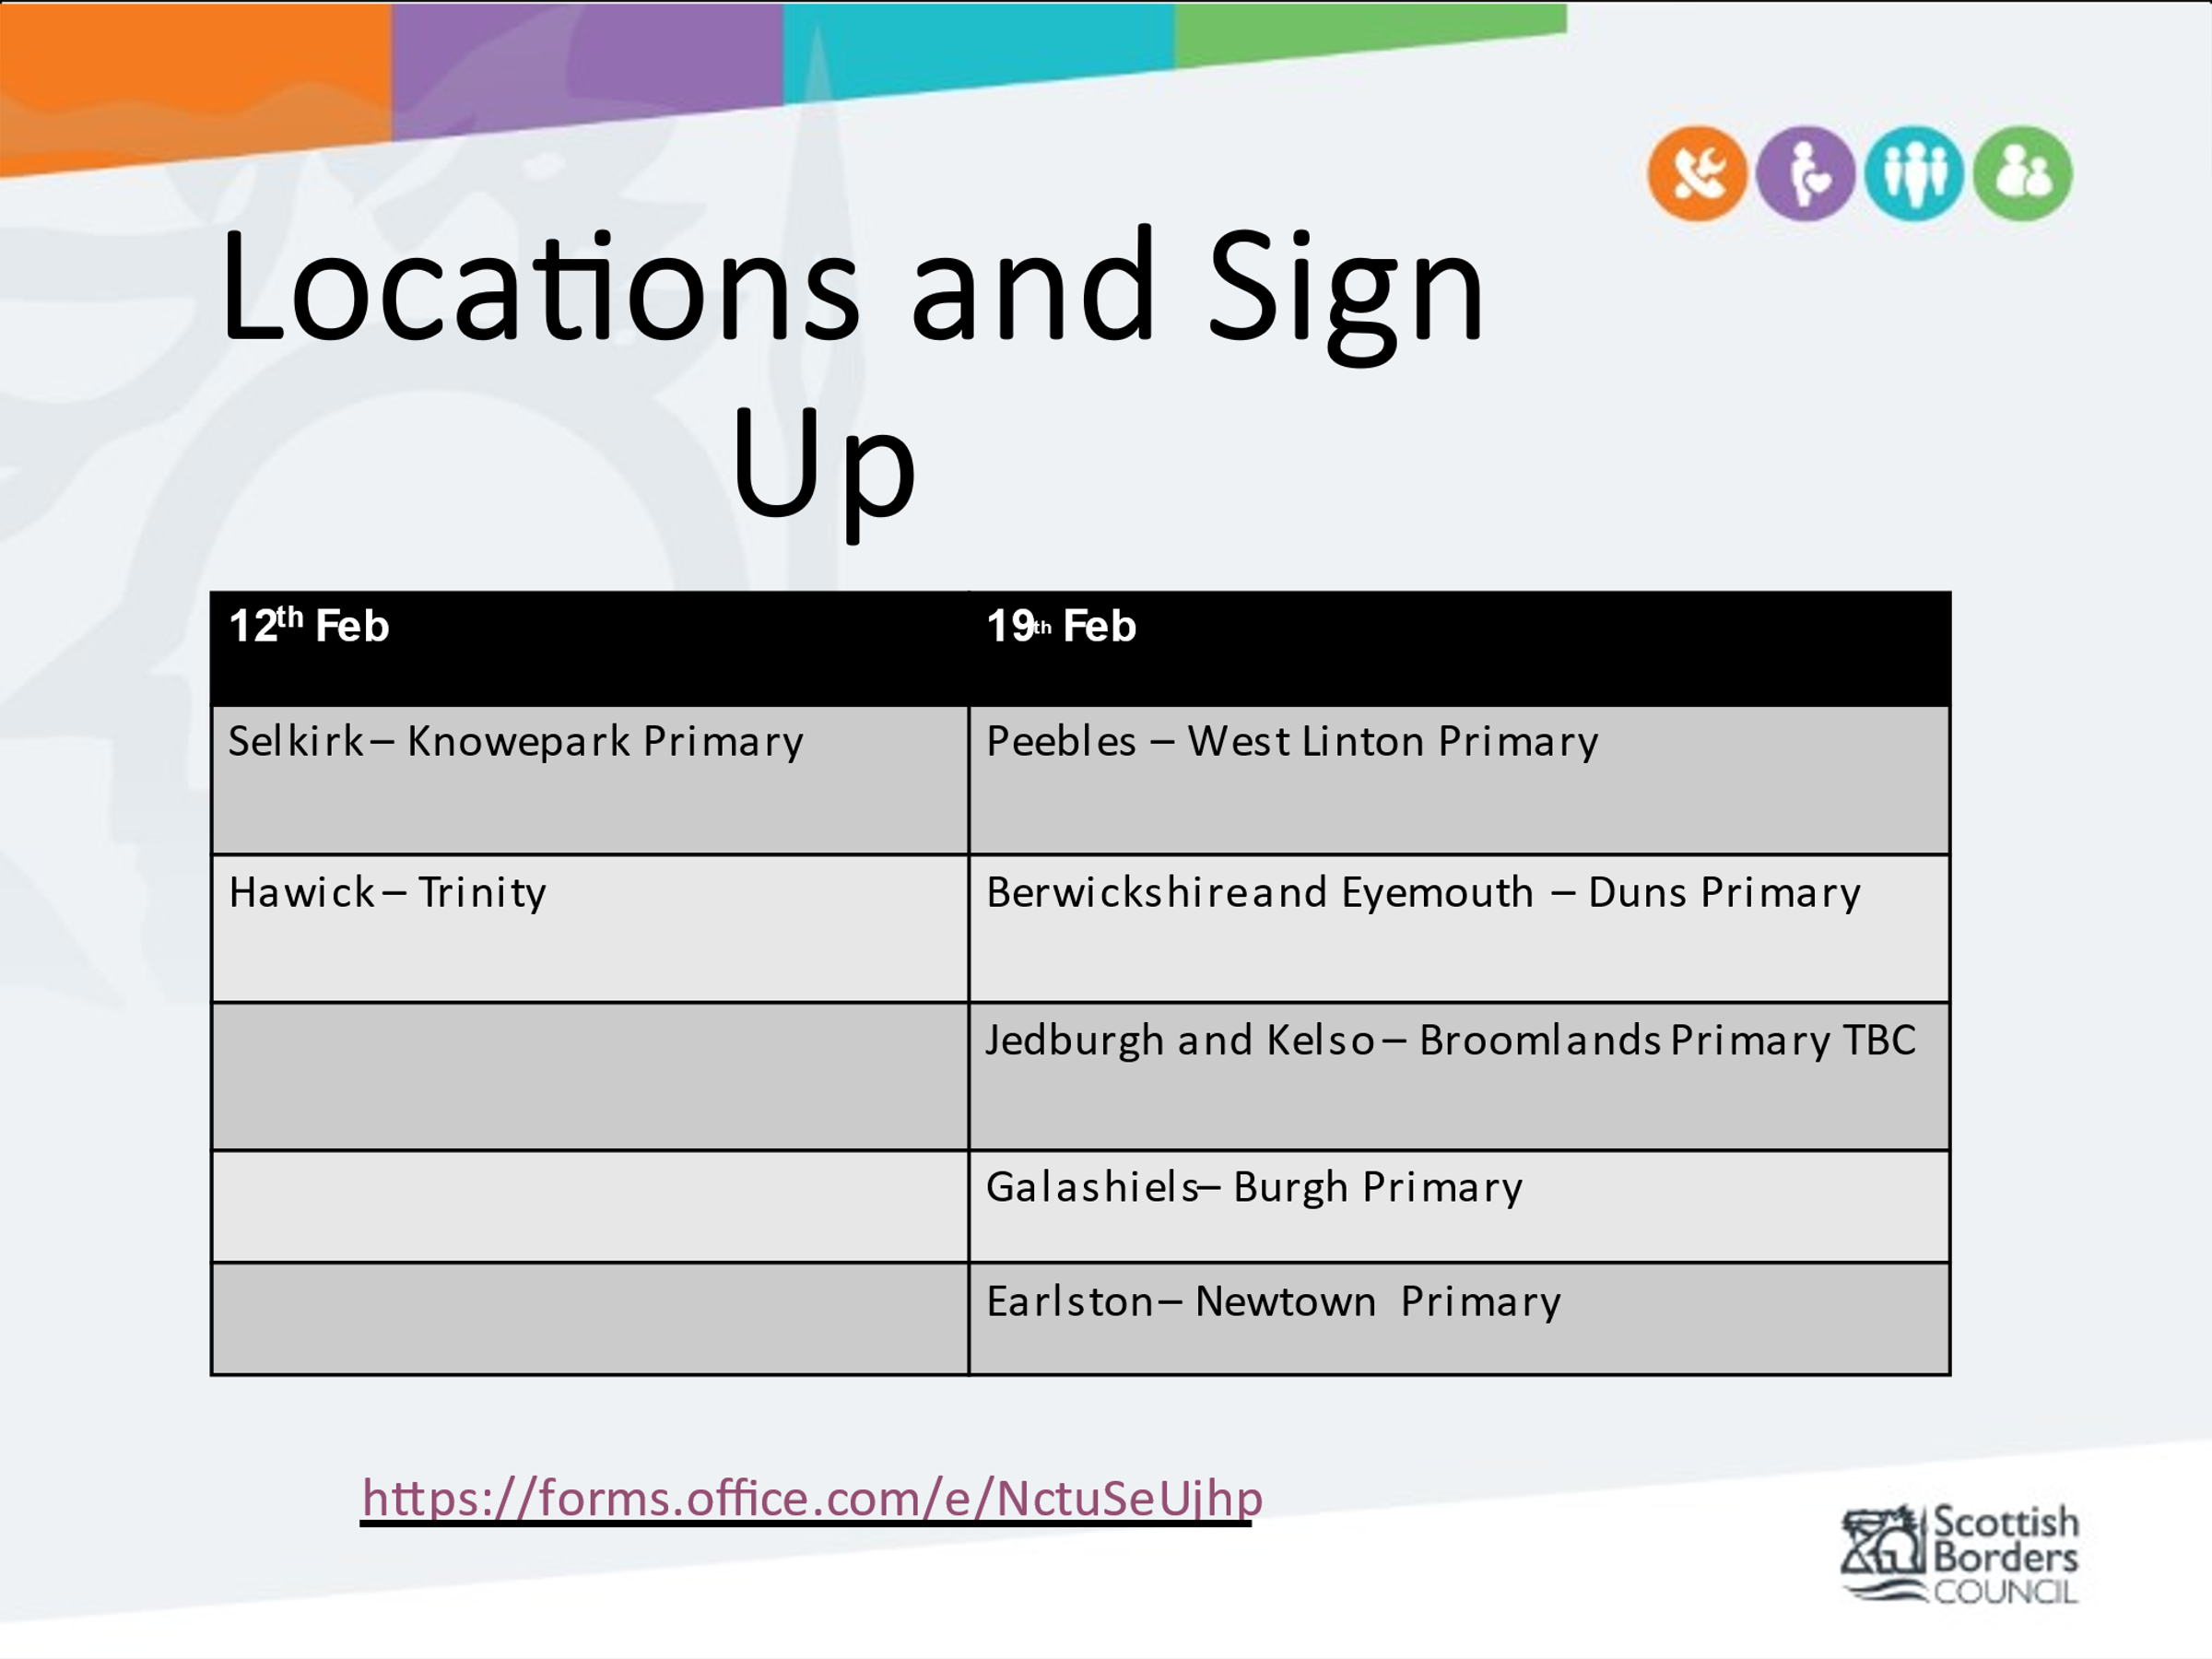 Locations and Sign
Up
12th Feb
19th Feb
Selkirk – Knowepark Primary
Peebles – West Linton Primary
Hawick – Trinity
Berwickshire and Eyemouth – Duns Primary
Jedburgh and Kelso – Broomlands Primary TBC
Galashiels – Burgh Primary
Earlston – Newtown Primary
https://forms.office.com/e/NctuSeUjhp
Scottish
Borders
COUNCIL